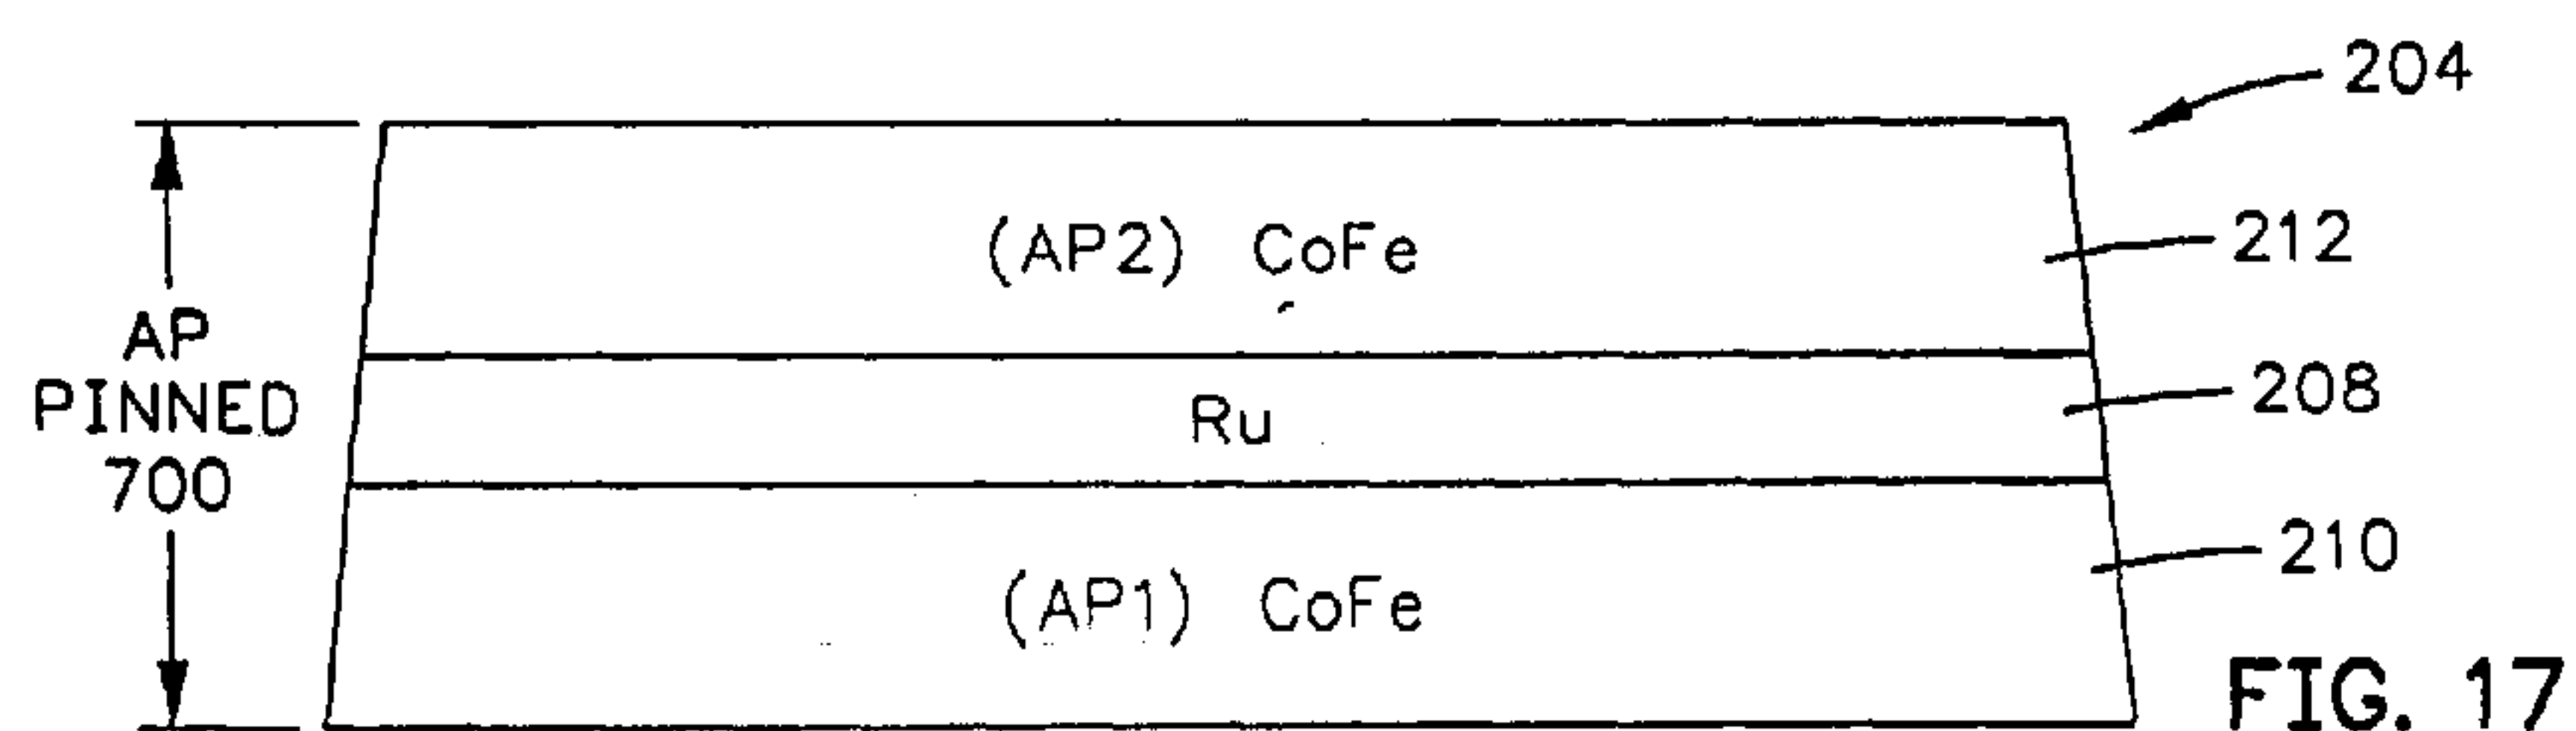 204
(AP2) CoFe
212
AP
PINNED
700
Ru
208
(AP1) CoFe
210
FIG. 17